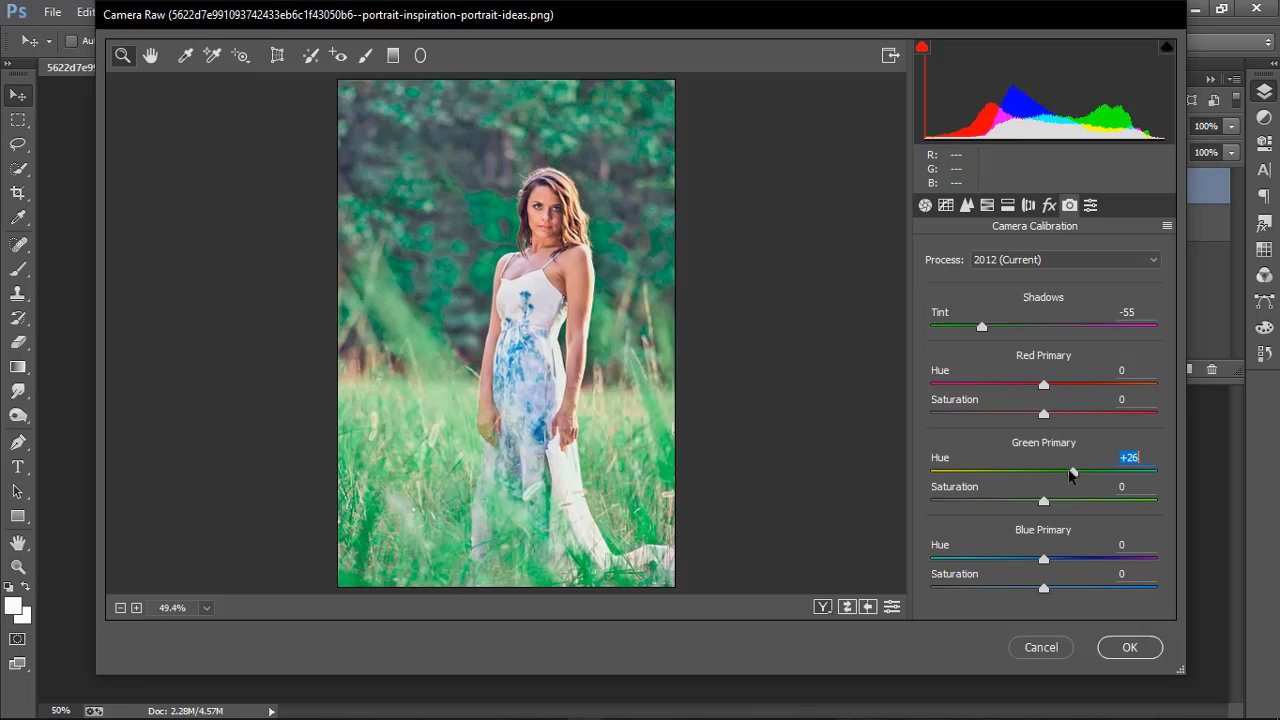 Ps File Edi
Camera Raw (5622d7e991093742433eb6c1f43050b6--portrait-inspiration-portrait-ideas.png)
Au
5622d7e99
R: ---
G: ---
B: ---
100%
100%
Camera Calibration
Process: 2012 (Current)
Shadows
Tint -55
Red Primary
Hue 0
Saturation 0
Green Primary
Hue +26
Saturation 0
Blue Primary
Hue 0
Saturation 0
49.4%
Y
Cancel OK
50% Doc: 2.28M/4.57M